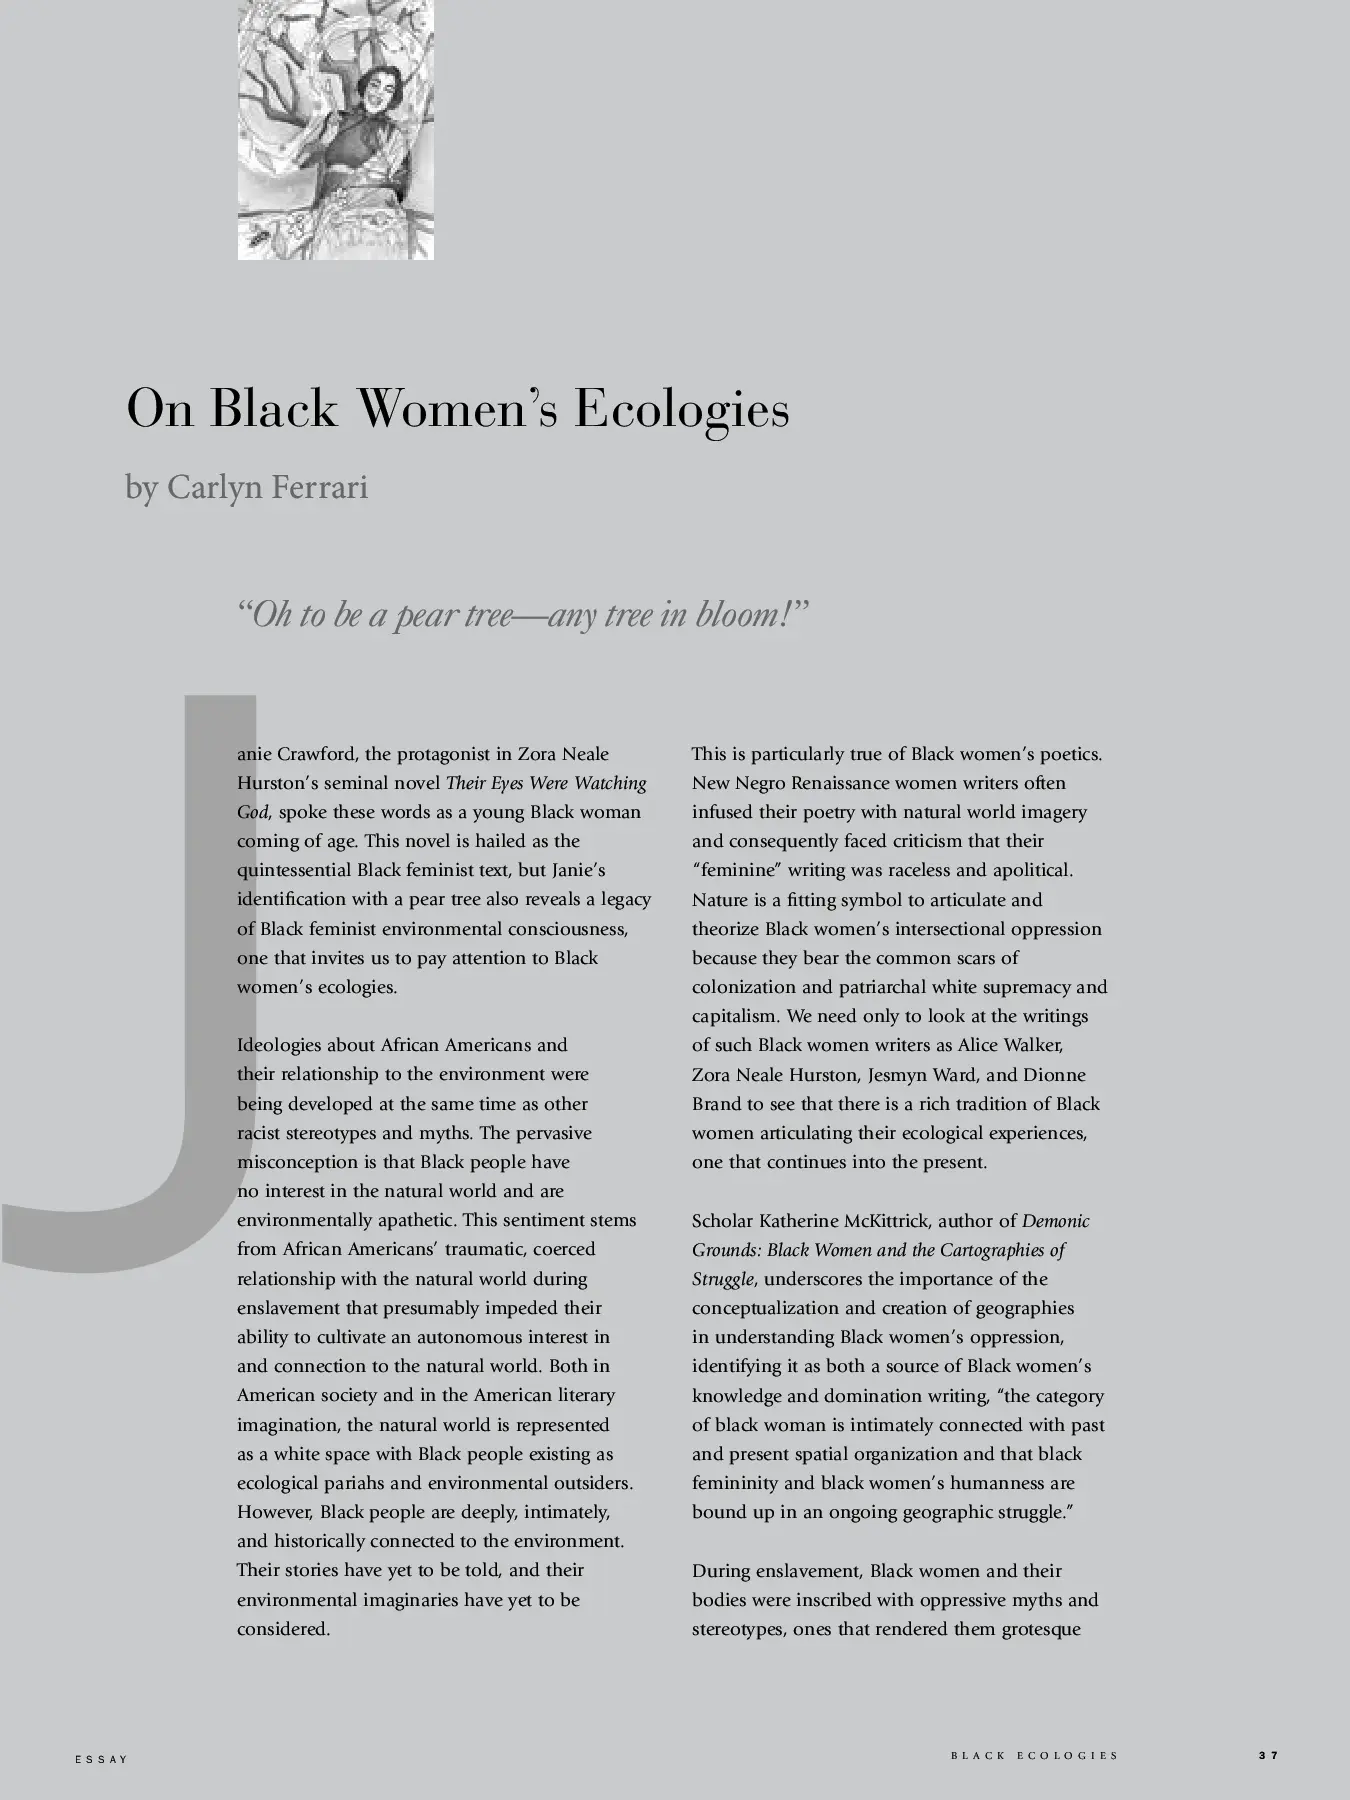 On Black Women’s Ecologies
by Carlyn Ferrari
“Oh to be a pear tree—any tree in bloom!”
Janie Crawford, the protagonist in Zora Neale
Hurston’s seminal novel Their Eyes Were Watching
God, spoke these words as a young Black woman
coming of age. This novel is hailed as the
quintessential Black feminist text, but Janie’s
identification with a pear tree also reveals a legacy
of Black feminist environmental consciousness,
one that invites us to pay attention to Black
women’s ecologies.
Ideologies about African Americans and
their relationship to the environment were
being developed at the same time as other
racist stereotypes and myths. The pervasive
misconception is that Black people have
no interest in the natural world and are
environmentally apathetic. This sentiment stems
from African Americans’ traumatic, coerced
relationship with the natural world during
enslavement that presumably impeded their
ability to cultivate an autonomous interest in
and connection to the natural world. Both in
American society and in the American literary
imagination, the natural world is represented
as a white space with Black people existing as
ecological pariahs and environmental outsiders.
However, Black people are deeply, intimately,
and historically connected to the environment.
Their stories have yet to be told, and their
environmental imaginaries have yet to be
considered.
This is particularly true of Black women’s poetics.
New Negro Renaissance women writers often
infused their poetry with natural world imagery
and consequently faced criticism that their
“feminine” writing was raceless and apolitical.
Nature is a fitting symbol to articulate and
theorize Black women’s intersectional oppression
because they bear the common scars of
colonization and patriarchal white supremacy and
capitalism. We need only to look at the writings
of such Black women writers as Alice Walker,
Zora Neale Hurston, Jesmyn Ward, and Dionne
Brand to see that there is a rich tradition of Black
women articulating their ecological experiences,
one that continues into the present.
Scholar Katherine McKittrick, author of Demonic
Grounds: Black Women and the Cartographies of
Struggle, underscores the importance of the
conceptualization and creation of geographies
in understanding Black women’s oppression,
identifying it as both a source of Black women’s
knowledge and domination writing, “the category
of black woman is intimately connected with past
and present spatial organization and that black
femininity and black women’s humanness are
bound up in an ongoing geographic struggle.”
During enslavement, Black women and their
bodies were inscribed with oppressive myths and
stereotypes, ones that rendered them grotesque
ESSAY
BLACK ECOLOGIES
37